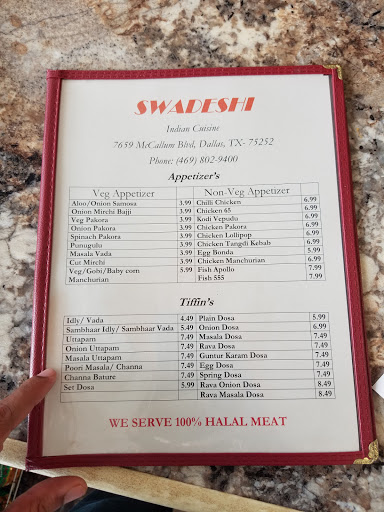 SWADESHI
Indian Cuisine
7659 McCallum Blvd, Dallas, TX- 75252
Phone: (469) 802-9400
Appetizer's
Veg Appetizer Non-Veg Appetizer
Aloo/Onion Samosa 3.99 Chilli Chicken 6.99
Onion Mirchi Bajji 3.99 Chicken 65 6.99
Veg Pakora 3.99 Kodi Vepudu 6.99
Onion Pakora 3.99 Chicken Pakora 6.99
Spinach Pakora 3.99 Chicken Lollipop 6.99
Punugulu 3.99 Chicken Tangdi Kebab 6.99
Masala Vada 3.99 Egg Bonda 5.99
Cut Mirchi 3.99 Chicken Manchurian 6.99
Veg/Gobi/Baby corn 5.99 Fish Apollo 7.99
Manchurian Fish 555 7.99
Tiffin's
Idly/ Vada 4.49 Plain Dosa 5.99
Sambhaar Idly/ Sambhaar Vada 5.49 Onion Dosa 6.99
Uttapam 7.49 Masala Dosa 7.49
Onion Uttapam 7.49 Rava Dosa 7.49
Masala Uttapam 7.49 Guntur Karam Dosa 7.49
Poori Masala/ Channa 7.49 Egg Dosa 7.49
Channa Bature 7.49 Spring Dosa 7.49
Set Dosa 5.99 Rava Onion Dosa 8.49
Rava Masala Dosa 8.49
WE SERVE 100% HALAL MEAT